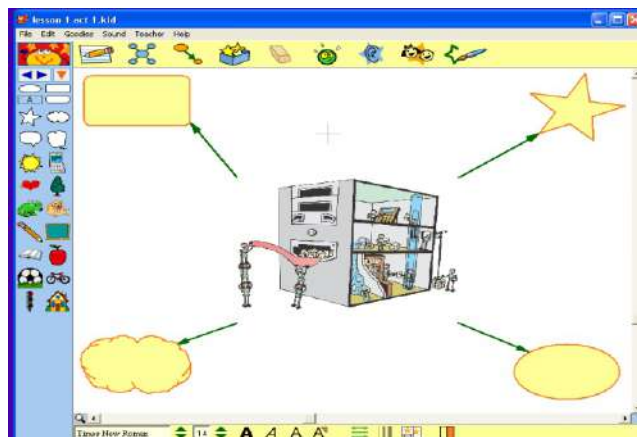 lesson 1 act 1.kid
File Edit Goodies Sound Teacher Help
A
Times New Roman
14
A A A A